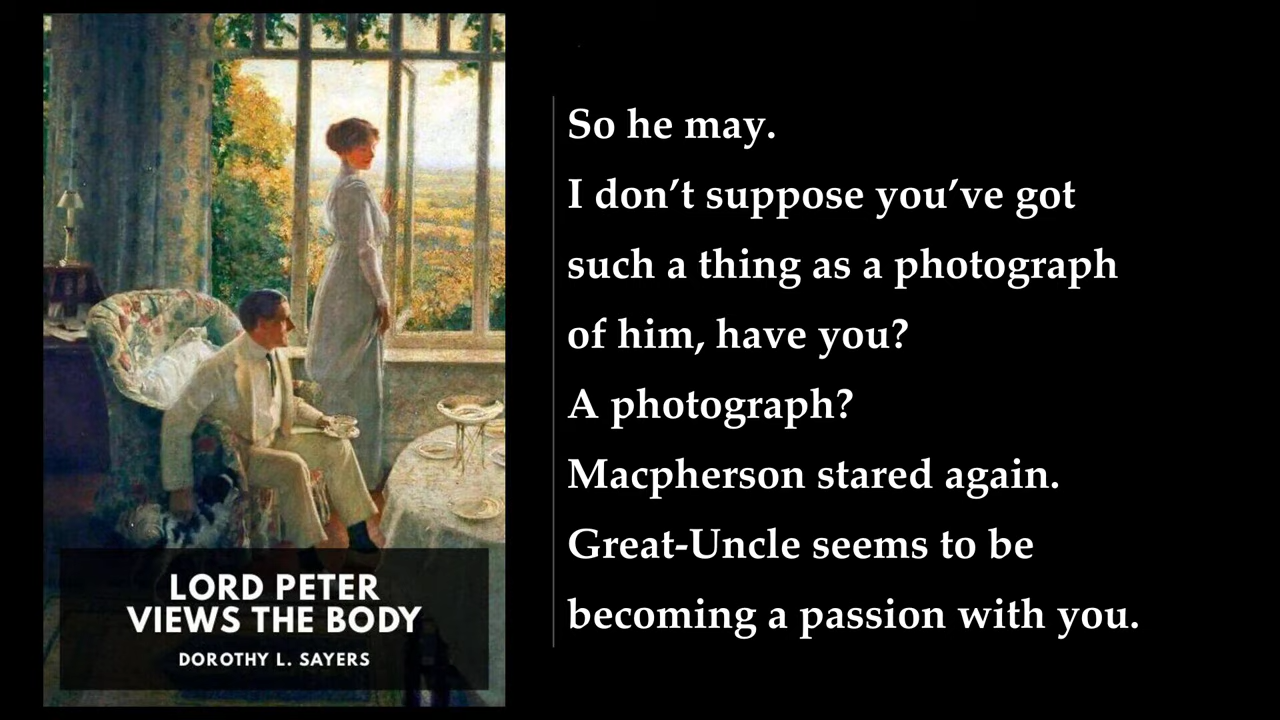 LORD PETER
VIEWS THE BODY
DOROTHY L. SAYERS
So he may.
I don’t suppose you’ve got
such a thing as a photograph
of him, have you?
A photograph?
Macpherson stared again.
Great-Uncle seems to be
becoming a passion with you.